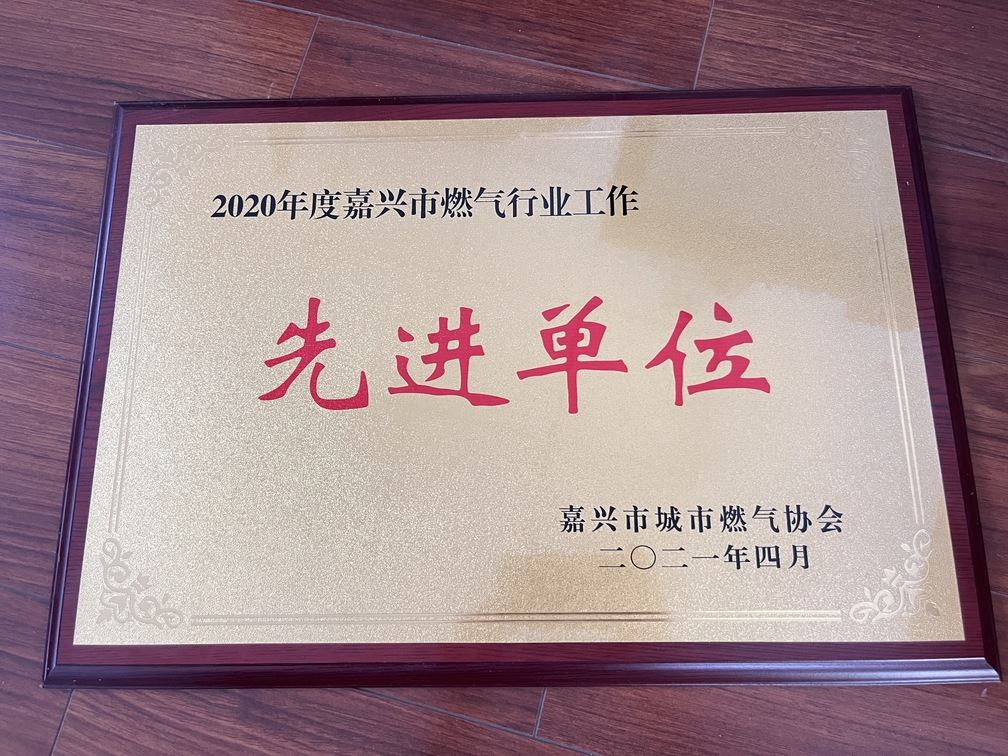 2020年度嘉兴市燃气行业工作
先进单位
嘉兴市城市燃气协会
二〇二一年四月